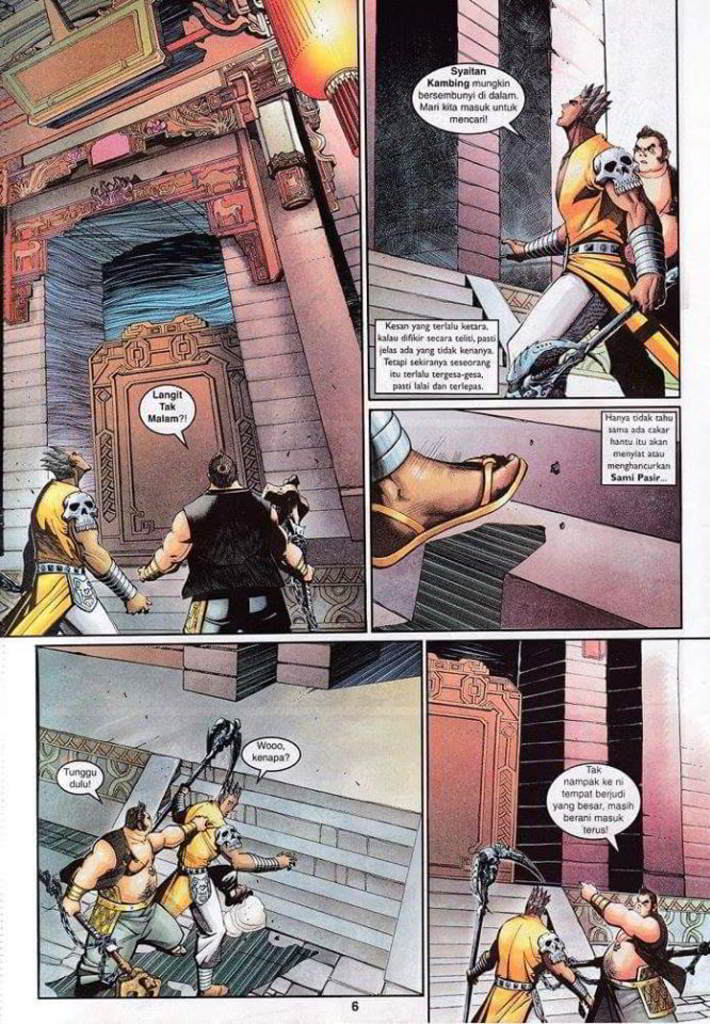 Langit
Tak
Malam?!
Syaitan
Kambing mungkin
bersembunyi di dalam.
Mari kita masuk untuk
mencari!
Kesan yang terlalu ketara,
kalau difikir secara teliti, pasti
jelas ada yang tidak kenanya.
Tetapi sekiranya seseorang
itu terlalu tergesa-gesa,
pasti lalai dan terlepas.
Hanya tidak tahu
sama ada cakar
hantu itu akan
menyiat atau
menghancurkan
Sami Pasir...
Tunggu
dulu!
Wooo,
kenapa?
Tak
nampak ke ni
tempat berjudi
yang besar, masih
berani masuk
terus!
6